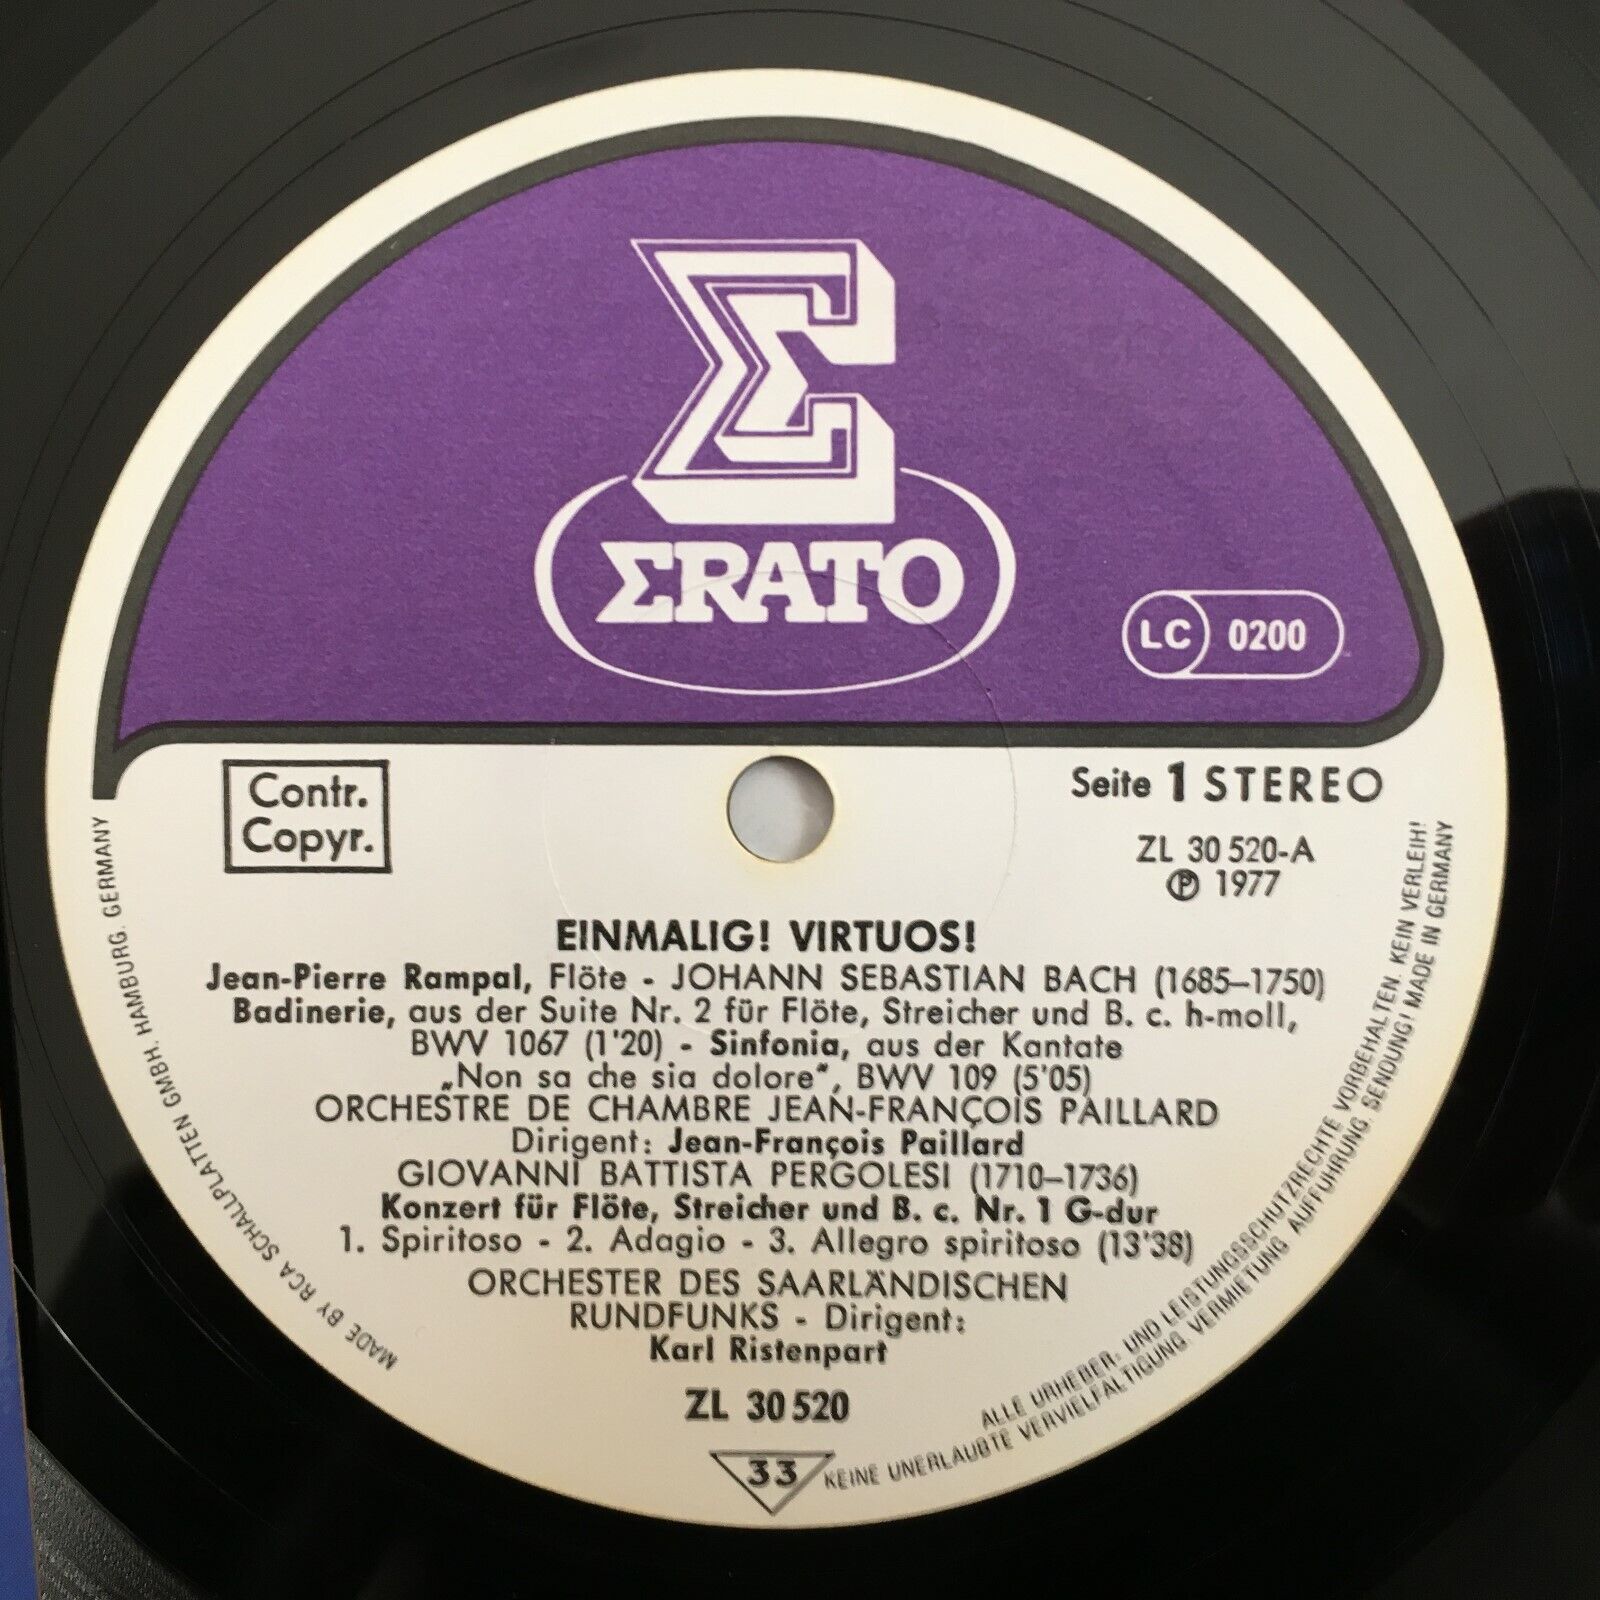 Σ
ΣRATO
LC 0200
Contr.
Copyr.
Seite 1 STEREO
ZL 30 520-A
℗ 1977
EINMALIG! VIRTUOS!
Jean-Pierre Rampal, Flöte - JOHANN SEBASTIAN BACH (1685–1750)
Badinerie, aus der Suite Nr. 2 für Flöte, Streicher und B. c. h-moll,
BWV 1067 (1'20) - Sinfonia, aus der Kantate
„Non sa che sia dolore", BWV 109 (5'05)
ORCHESTRE DE CHAMBRE JEAN-FRANÇOIS PAILLARD
Dirigent: Jean-François Paillard
GIOVANNI BATTISTA PERGOLESI (1710–1736)
Konzert für Flöte, Streicher und B. c. Nr. 1 G-dur
1. Spiritoso - 2. Adagio - 3. Allegro spiritoso (13'38)
ORCHESTER DES SAARLÄNDISCHEN
RUNDFUNKS - Dirigent:
Karl Ristenpart
ZL 30 520
33
MADE BY RCA SCHALLPLATTEN GMBH. HAMBURG. GERMANY
ALLE URHEBER- UND LEISTUNGSSCHUTZRECHTE VORBEHALTEN. KEIN VERLEIH!
KEINE UNERLAUBTE VERVIELFÄLTIGUNG. VERMIETUNG. AUFFÜHRUNG. SENDUNG! MADE IN GERMANY